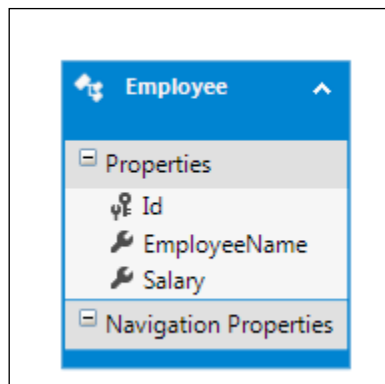 Employee
Properties
Id
EmployeeName
Salary
Navigation Properties